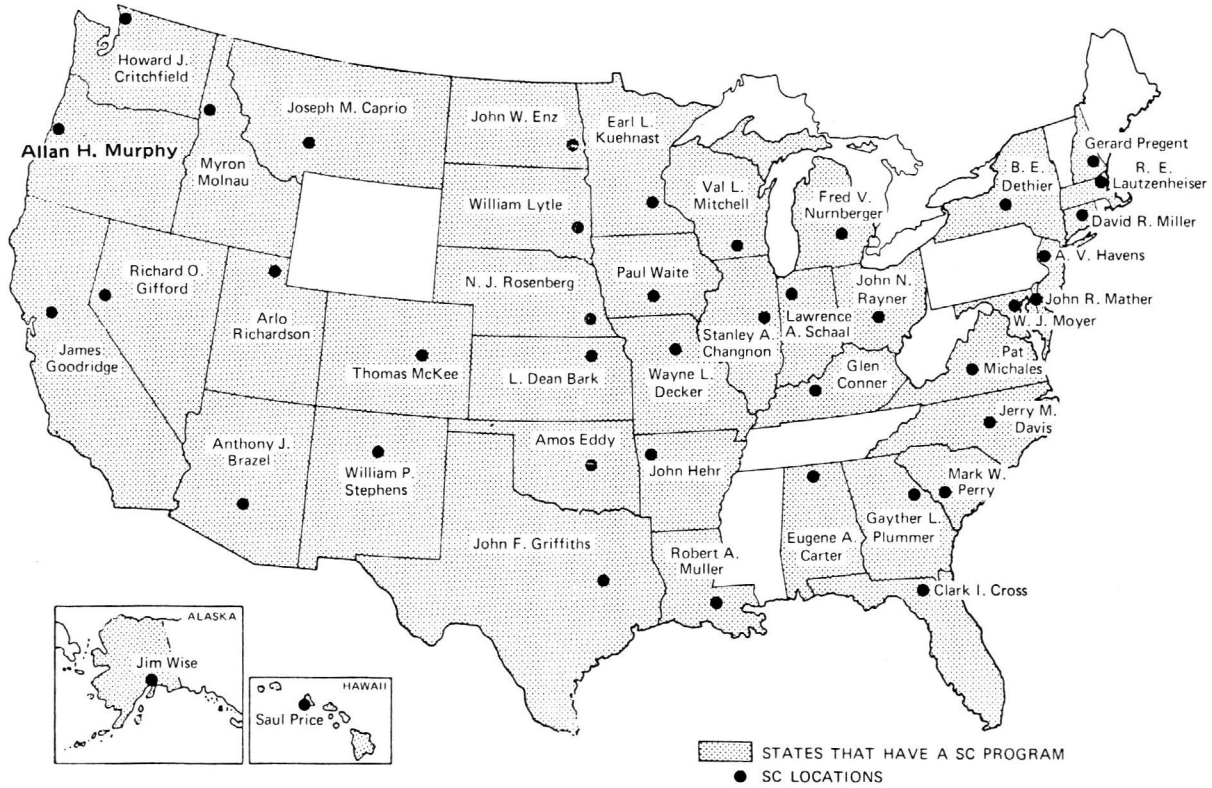 Howard J.
Critchfield
Allan H. Murphy
Myron
Molnau
Joseph M. Caprio
John W. Enz
Earl L.
Kuehnast
William Lytle
Val L.
Mitchell
Fred V.
Nurnberger
B. E.
Dethier
Gerard Pregent
R. E.
Lautzenheiser
David R. Miller
A. V. Havens
John R. Mather
W. J. Moyer
Richard O.
Gifford
James
Goodridge
Arlo
Richardson
Thomas McKee
N. J. Rosenberg
Paul Waite
L. Dean Bark
Wayne L.
Decker
Stanley A.
Changnon
Lawrence
A. Schaal
John N.
Rayner
Glen
Conner
Pat
Michales
Jerry M.
Davis
Anthony J.
Brazel
William P.
Stephens
Amos Eddy
John Hehr
Mark W.
Perry
Gayther L.
Plummer
Eugene A.
Carter
John F. Griffiths
Robert A.
Muller
Clark I. Cross
ALASKA
Jim Wise
HAWAII
Saul Price
STATES THAT HAVE A SC PROGRAM
SC LOCATIONS